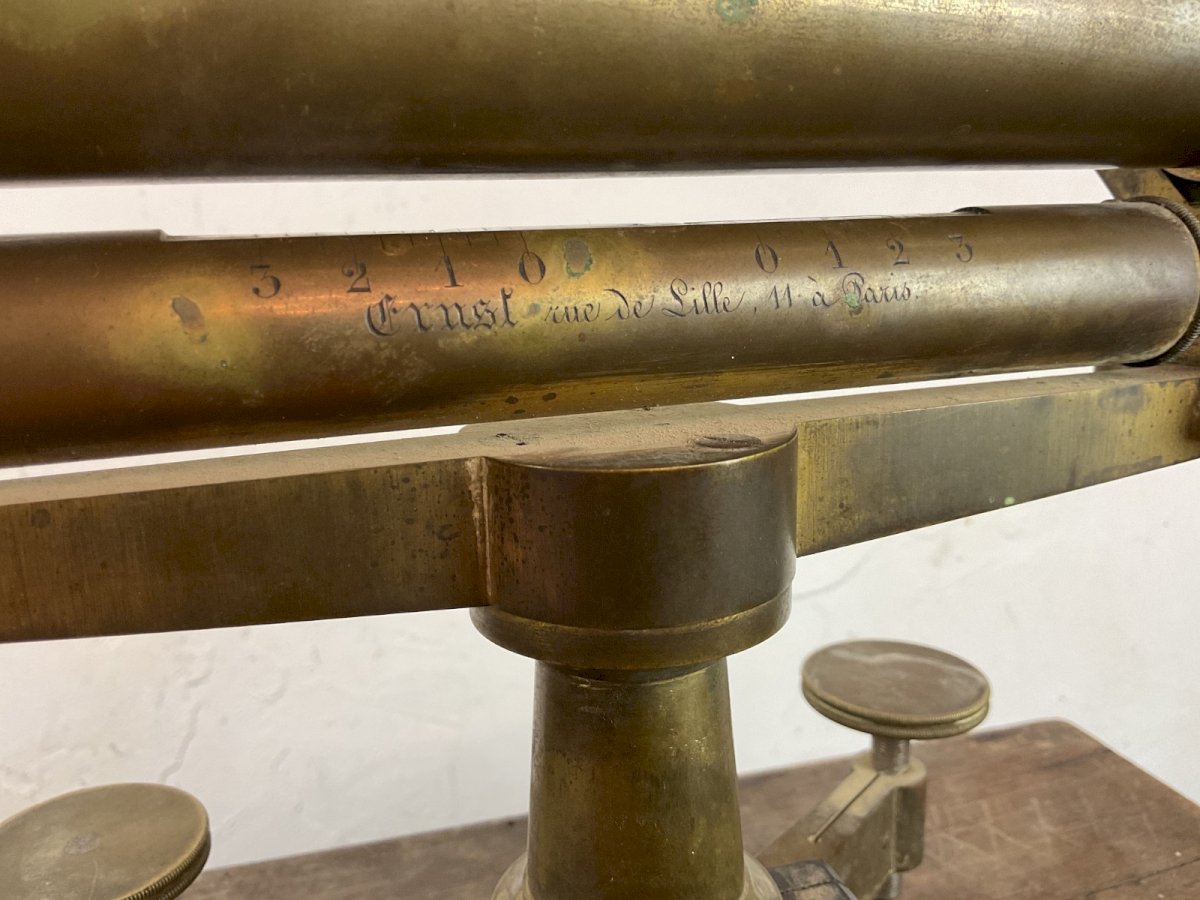 3 2 1 0 0 1 2 3
Ernst rue de Lille, 11 à Paris.